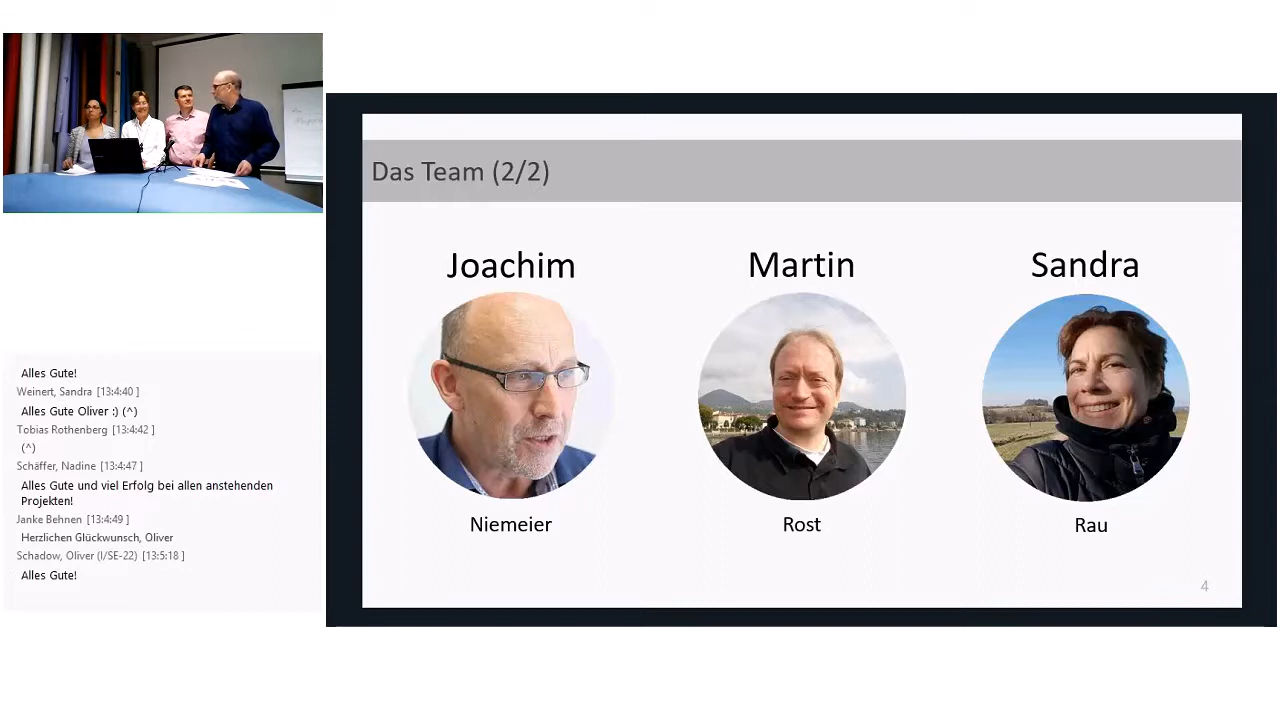 Das Team (2/2)
Joachim
Martin
Sandra
Niemeier
Rost
Rau
4
Alles Gute!
Weinert, Sandra [13:4:40 ]
Alles Gute Oliver :) (^)
Tobias Rothenberg [13:4:42 ]
(^)
Schäffer, Nadine [13:4:47 ]
Alles Gute und viel Erfolg bei allen anstehenden
Projekten!
Janke Behnen [13:4:49 ]
Herzlichen Glückwunsch, Oliver
Schadow, Oliver (I/SE-22) [13:5:18 ]
Alles Gute!